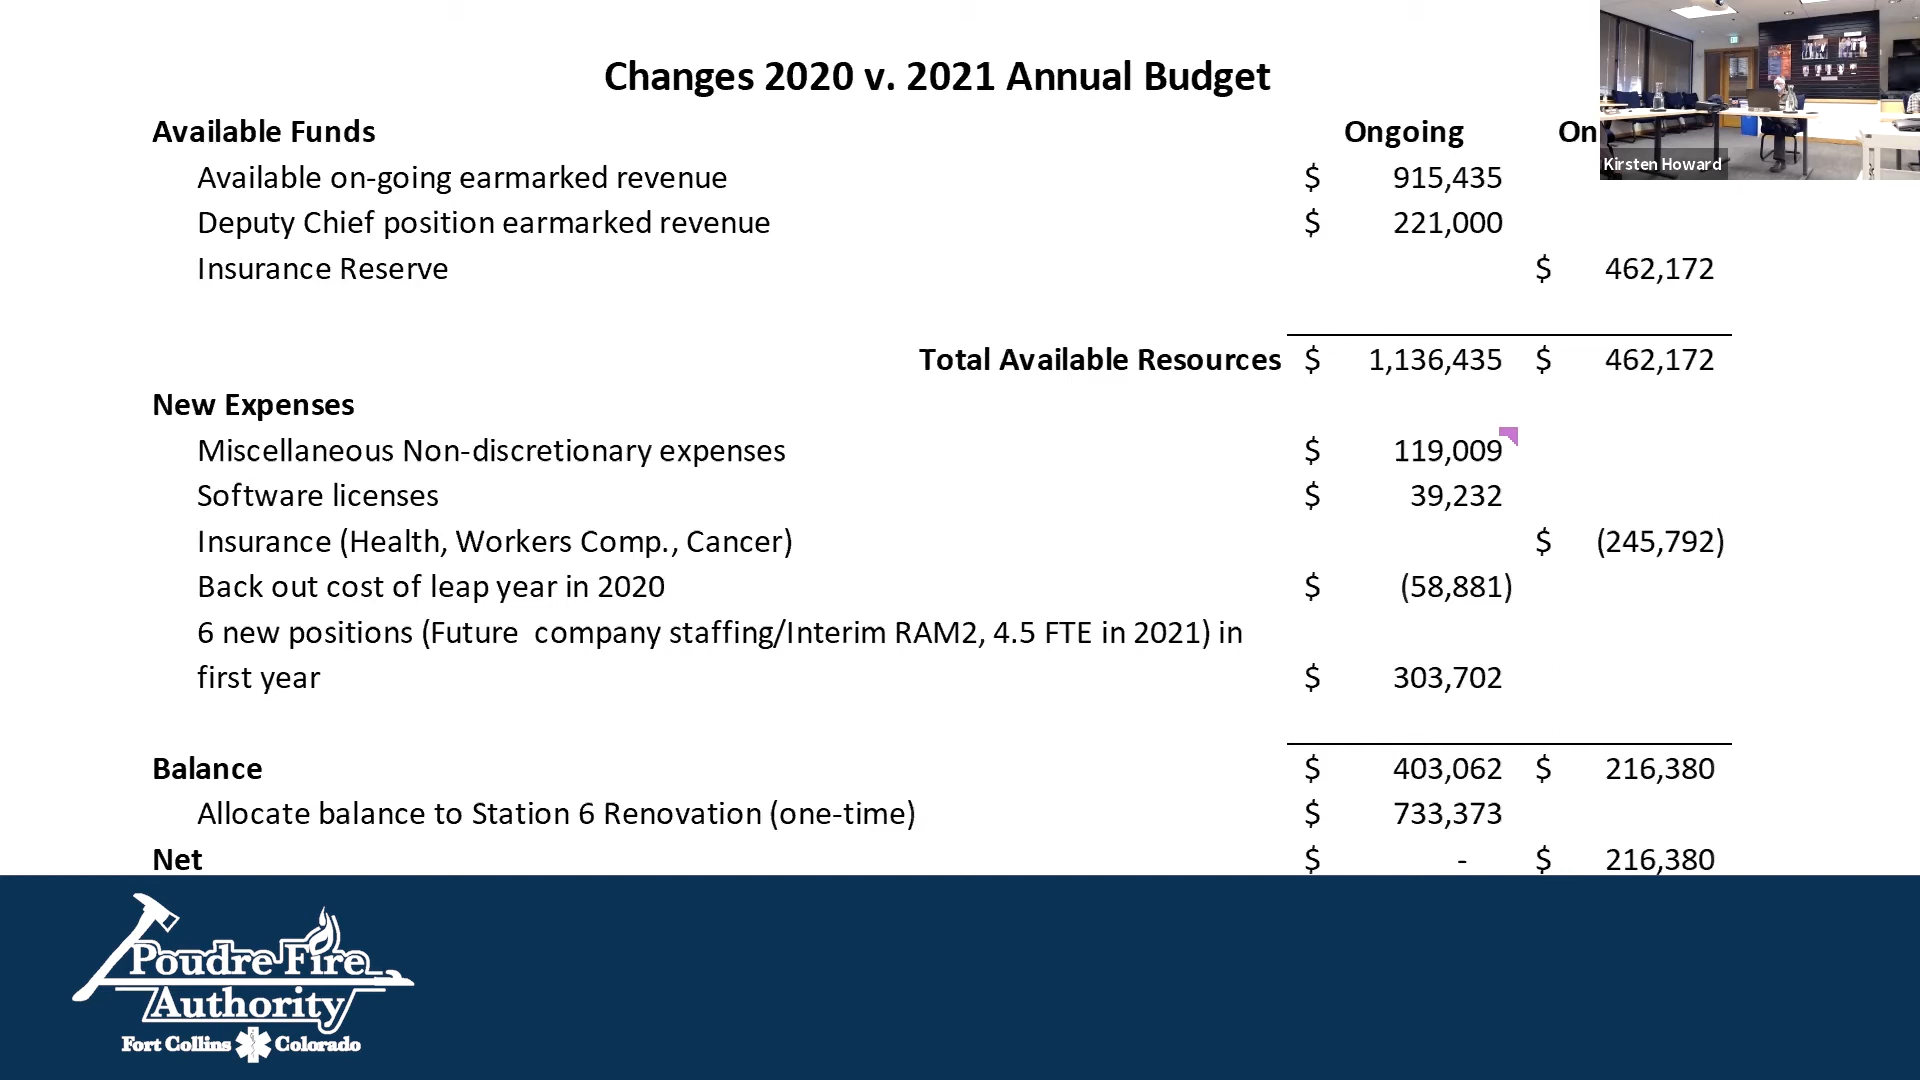 Changes 2020 v. 2021 Annual Budget
Available Funds Ongoing On
Available on-going earmarked revenue $ 915,435
Deputy Chief position earmarked revenue $ 221,000
Insurance Reserve $ 462,172
Total Available Resources $ 1,136,435 $ 462,172
New Expenses
Miscellaneous Non-discretionary expenses $ 119,009
Software licenses $ 39,232
Insurance (Health, Workers Comp., Cancer) $ (245,792)
Back out cost of leap year in 2020 $ (58,881)
6 new positions (Future company staffing/Interim RAM2, 4.5 FTE in 2021) in
first year $ 303,702
Balance $ 403,062 $ 216,380
Allocate balance to Station 6 Renovation (one-time) $ 733,373
Net $ - $ 216,380
Kirsten Howard
Poudre Fire
Authority
Fort Collins Colorado